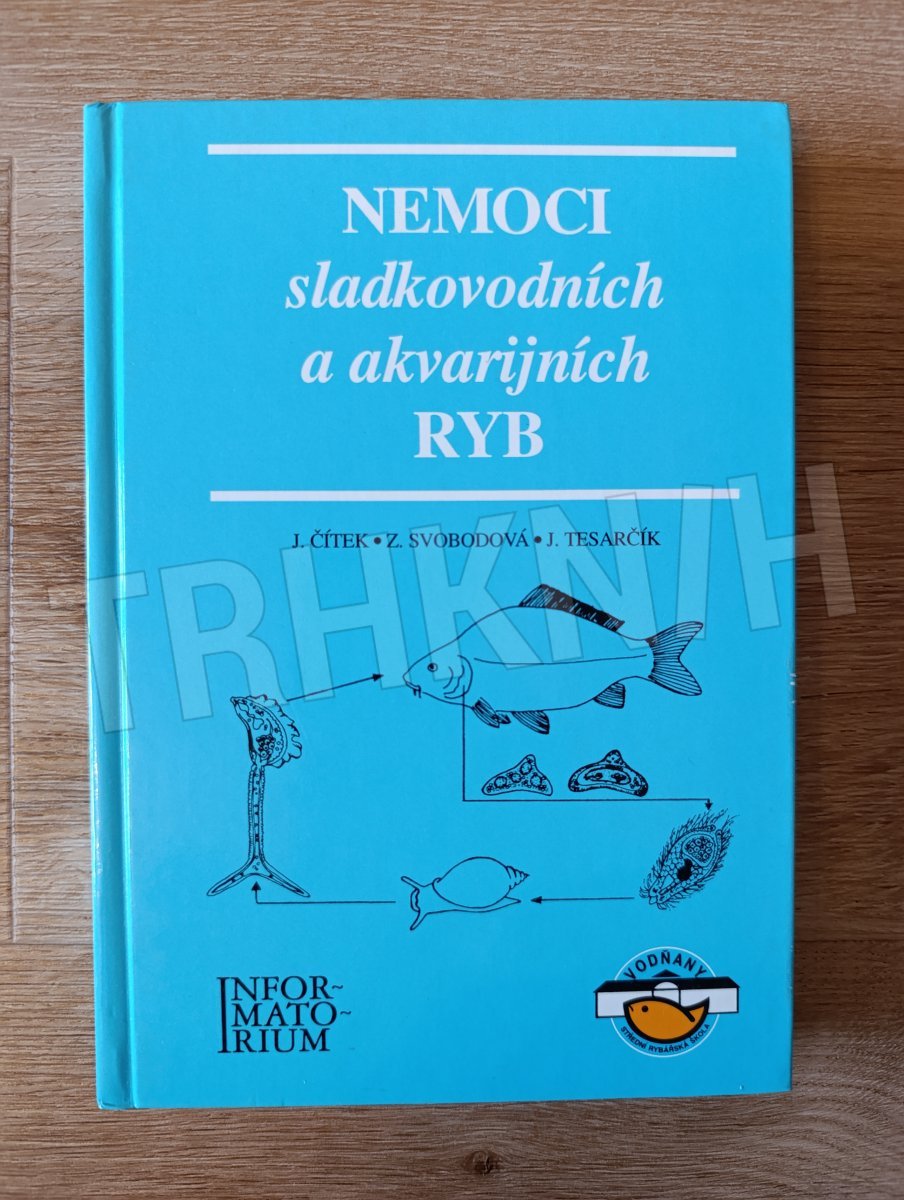 NEMOCI
sladkovodních
a akvarijních
RYB
J. ČÍTEK • Z. SVOBODOVÁ • J. TESARČÍK
TRHKNIH
INFOR~
MATO~
RIUM
VODŇANY
STŘEDNÍ RYBÁŘSKÁ ŠKOLA